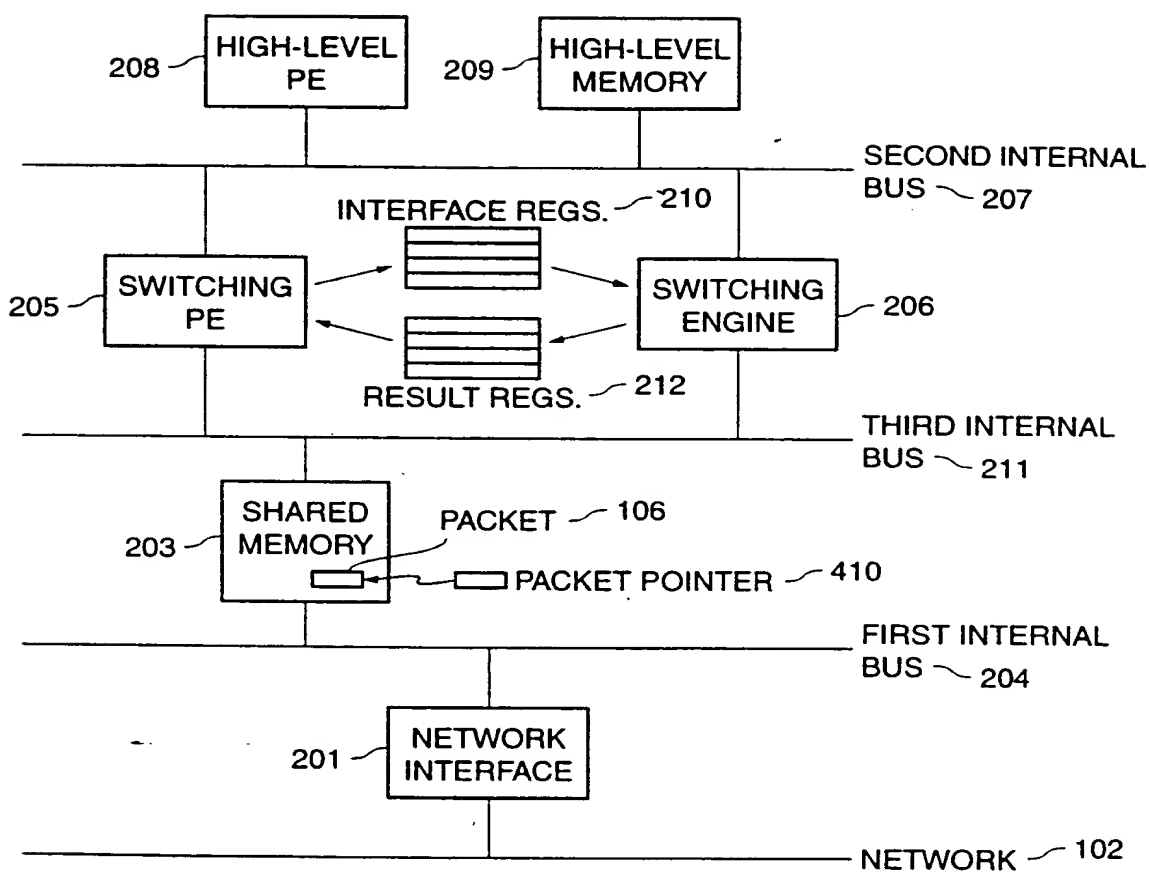 208 HIGH-LEVEL PE
209 HIGH-LEVEL MEMORY
SECOND INTERNAL
BUS 207
INTERFACE REGS. 210
205 SWITCHING PE
SWITCHING ENGINE 206
RESULT REGS. 212
THIRD INTERNAL
BUS 211
203 SHARED MEMORY
PACKET 106
PACKET POINTER 410
FIRST INTERNAL
BUS 204
201 NETWORK INTERFACE
NETWORK 102